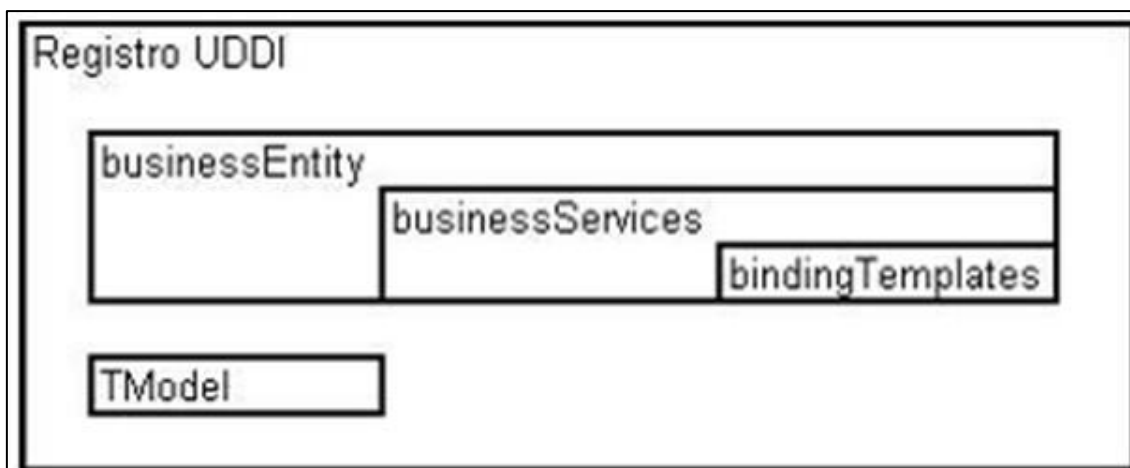 Registro UDDI
businessEntity
businessServices
bindingTemplates
TModel